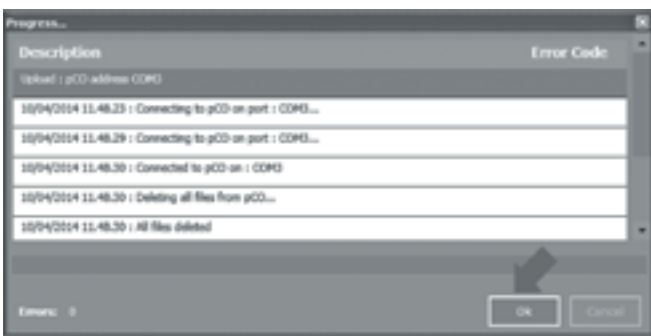 Progress...
Description Error Code
Upload : pCO address COM3
10/04/2014 11.48.23 : Connecting to pCO on port : COM3...
10/04/2014 11.48.29 : Connecting to pCO on port : COM3...
10/04/2014 11.48.30 : Connected to pCO on : COM3
10/04/2014 11.48.30 : Deleting all files from pCO...
10/04/2014 11.48.30 : All files deleted
Errors: 0
Ok Cancel